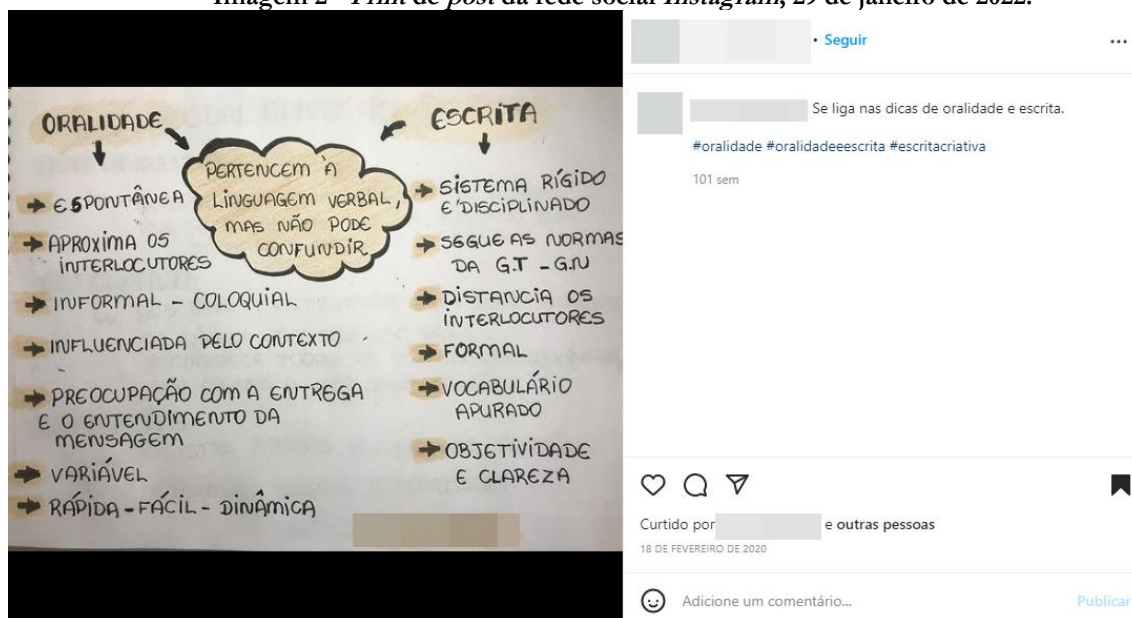 Imagem 2 - Print de post da rede social Instagram, 29 de janeiro de 2022.
ORALIDADE
➔ ESPONTÂNEA
➔ APROXIMA OS
INTERLOCUTORES
➔ INFORMAL - COLOQUIAL
➔ INFLUENCIADA PELO CONTEXTO
➔ PREOCUPAÇÃO COM A ENTREGA
E O ENTENDIMENTO DA
MENSAGEM
➔ VARIÁVEL
➔ RÁPIDA - FÁCIL - DINÂMICA
PERTENCEM À
LINGUAGEM VERBAL,
MAS NÃO PODE
CONFUNDIR
ESCRITA
➔ SISTEMA RÍGIDO
E DISCIPLINADO
➔ SEGUE AS NORMAS
DA G.T - G.N
➔ DISTANCIA OS
INTERLOCUTORES
➔ FORMAL
➔ VOCABULÁRIO
APURADO
➔ OBJETIVIDADE
E CLAREZA
• Seguir
Se liga nas dicas de oralidade e escrita.
#oralidade #oralidadeeescrita #escritacriativa
101 sem
Curtido por e outras pessoas
18 DE FEVEREIRO DE 2020
Adicione um comentário... Publicar